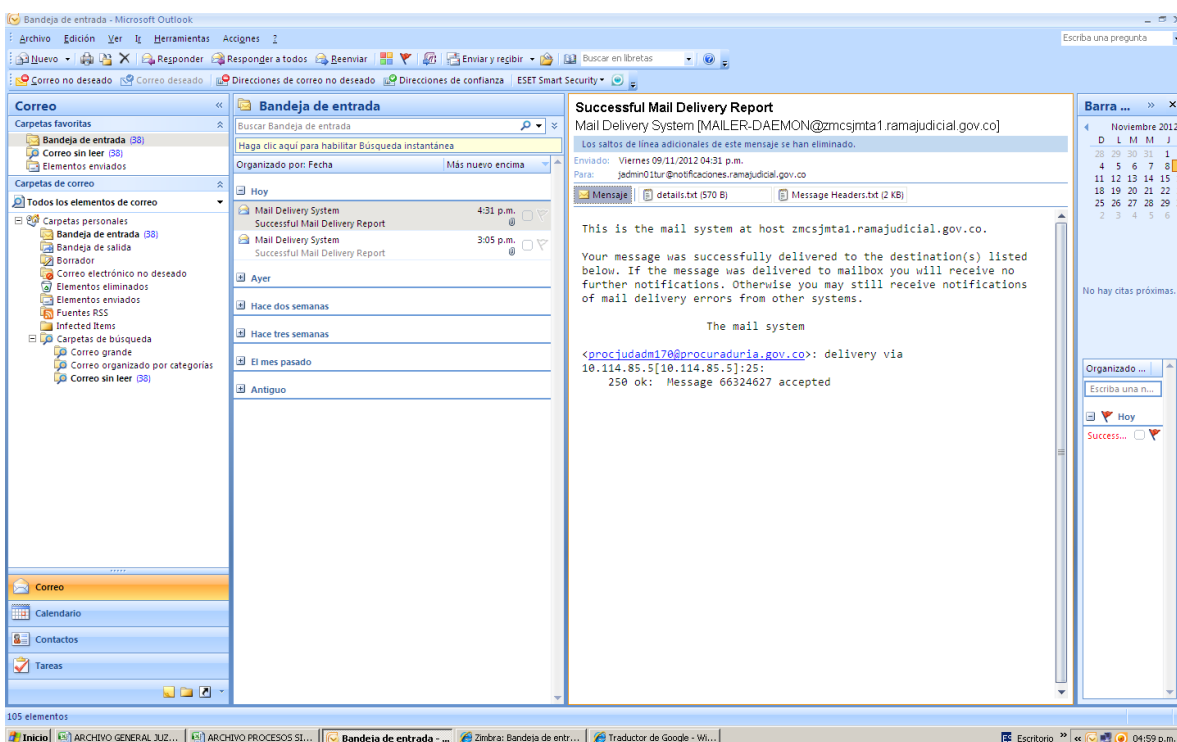 Bandeja de entrada - Microsoft Outlook
Archivo Edición Ver Ir Herramientas Acciones ?
Escriba una pregunta
Nuevo Responder Responder a todos Reenviar Enviar y recibir Buscar en libretas
Correo no deseado Correo deseado Direcciones de correo no deseado Direcciones de confianza ESET Smart Security
Correo
Carpetas favoritas
Bandeja de entrada (38)
Correo sin leer (38)
Elementos enviados
Carpetas de correo
Todos los elementos de correo
Carpetas personales
Bandeja de entrada (38)
Bandeja de salida
Borrador
Correo electrónico no deseado
Elementos eliminados
Elementos enviados
Fuentes RSS
Infected Items
Carpetas de búsqueda
Correo grande
Correo organizado por categorías
Correo sin leer (38)
Correo
Calendario
Contactos
Tareas
Bandeja de entrada
Buscar Bandeja de entrada
Haga clic aquí para habilitar Búsqueda instantánea
Organizado por: Fecha Más nuevo encima
Hoy
Mail Delivery System 4:31 p.m.
Successful Mail Delivery Report
Mail Delivery System 3:05 p.m.
Successful Mail Delivery Report
Ayer
Hace dos semanas
Hace tres semanas
El mes pasado
Antiguo
Successful Mail Delivery Report
Mail Delivery System [MAILER-DAEMON@zmcsjmta1.ramajudicial.gov.co]
Los saltos de línea adicionales de este mensaje se han eliminado.
Enviado: Viernes 09/11/2012 04:31 p.m.
Para: jadmin01tur@notificaciones.ramajudicial.gov.co
Mensaje details.txt (570 B) Message Headers.txt (2 KB)
This is the mail system at host zmcsjmta1.ramajudicial.gov.co.
Your message was successfully delivered to the destination(s) listed
below. If the message was delivered to mailbox you will receive no
further notifications. Otherwise you may still receive notifications
of mail delivery errors from other systems.
The mail system
<procjudadm170@procuraduria.gov.co>: delivery via
10.114.85.5[10.114.85.5]:25:
250 ok: Message 66324627 accepted
Barra ...
Noviembre 2012
D L M M J
28 29 30 31 1
4 5 6 7 8
11 12 13 14 15
18 19 20 21 22
25 26 27 28 29
2 3 4 5 6
No hay citas próximas.
Organizado ...
Escriba una n...
Hoy
Success...
105 elementos
Inicio ARCHIVO GENERAL JUZ... ARCHIVO PROCESOS SI... Bandeja de entrada - ... Zimbra: Bandeja de entr... Traductor de Google - Wi... Escritorio 04:59 p.m.